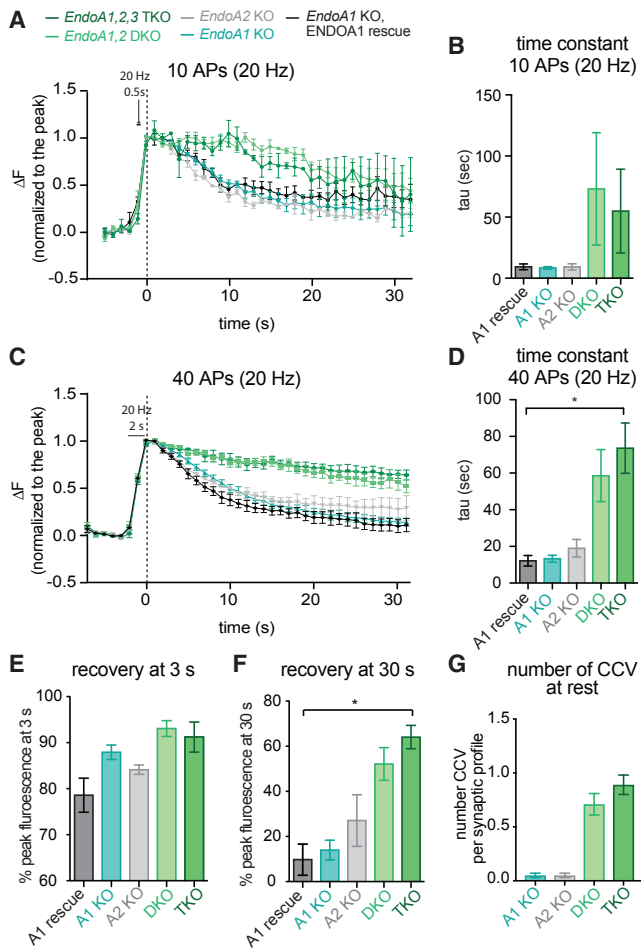 A
EndoA1,2,3 TKO
EndoA2 KO
EndoA1 KO,
ENDOA1 rescue
EndoA1,2 DKO
EndoA1 KO
10 APs (20 Hz)
20 Hz
0.5s
ΔF
(normalized to the peak)
1.5
1.0
0.5
0.0
-0.5
0
10
20
30
time (s)
B
time constant
10 APs (20 Hz)
tau (sec)
150
100
50
0
A1 rescue
A1 KO
A2 KO
DKO
TKO
C
40 APs (20 Hz)
20 Hz
2 s
ΔF
(normalized to the peak)
1.5
1.0
0.5
0.0
-0.5
0
10
20
30
time (s)
D
time constant
40 APs (20 Hz)
*
tau (sec)
100
80
60
40
20
0
A1 rescue
A1 KO
A2 KO
DKO
TKO
E
recovery at 3 s
% peak fluroescence at 3 s
100
90
80
70
60
A1 rescue
A1 KO
A2 KO
DKO
TKO
F
recovery at 30 s
*
% peak fluroescence at 30 s
80
60
40
20
0
A1 rescue
A1 KO
A2 KO
DKO
TKO
G
number of CCV
at rest
number CCV
per synaptic profile
2.0
1.5
1.0
0.5
0.0
A1 KO
A2 KO
DKO
TKO